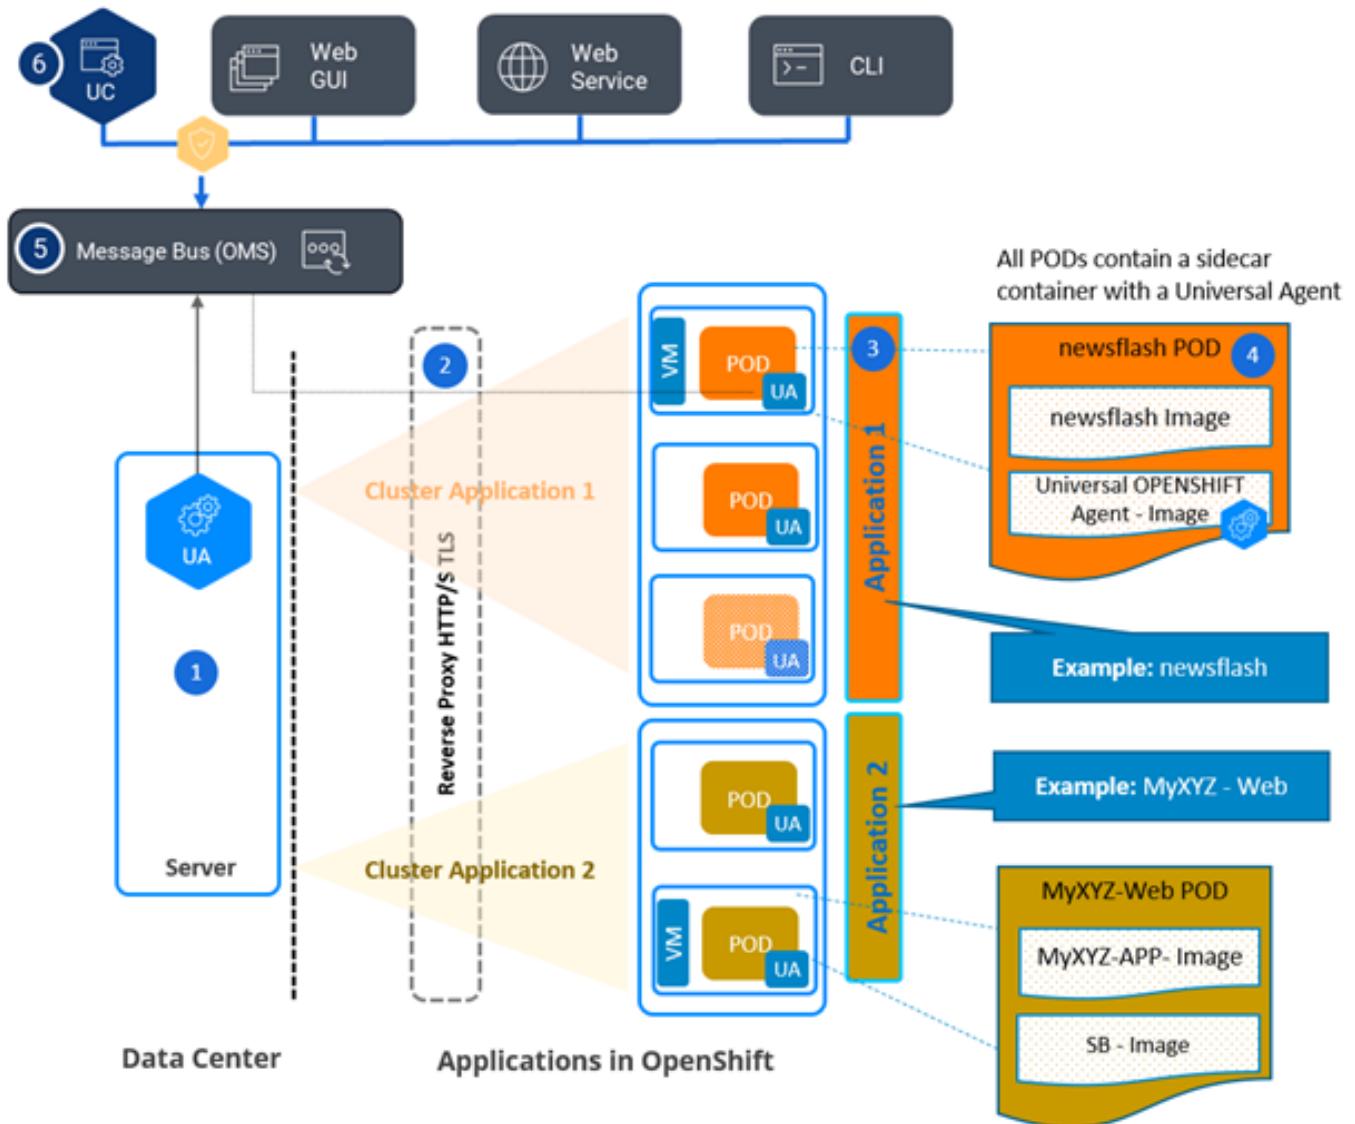 6
UC
Web
GUI
Web
Service
CLI
5
Message Bus (OMS)
All PODs contain a sidecar
container with a Universal Agent
2
VM
POD
UA
3
newsflash POD
4
newsflash Image
Universal OPENSHIFT
Agent - Image
Cluster Application 1
POD
UA
Application 1
UA
POD
UA
Reverse Proxy HTTP/S TLS
1
Example: newsflash
POD
UA
Application 2
Example: MyXYZ - Web
Server
Cluster Application 2
VM
POD
UA
MyXYZ-Web POD
MyXYZ-APP- Image
SB - Image
Data Center
Applications in OpenShift